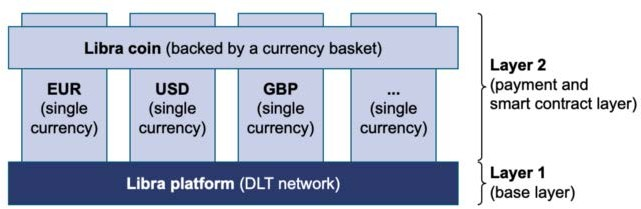 Libra coin (backed by a currency basket)
EUR
(single
currency)
USD
(single
currency)
GBP
(single
currency)
...
(single
currency)
Libra platform (DLT network)
Layer 2
(payment and
smart contract layer)
Layer 1
(base layer)